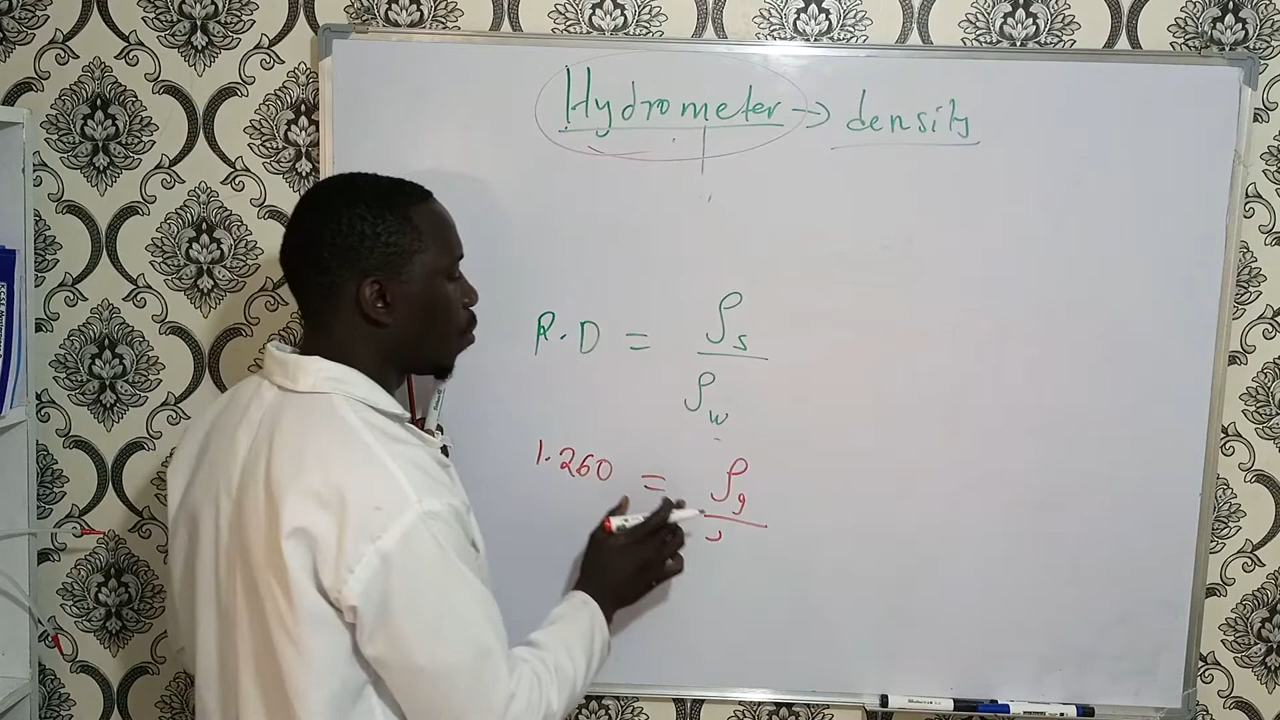 Hydrometer → density
R.D = ρs / ρw
1.260 = ρg